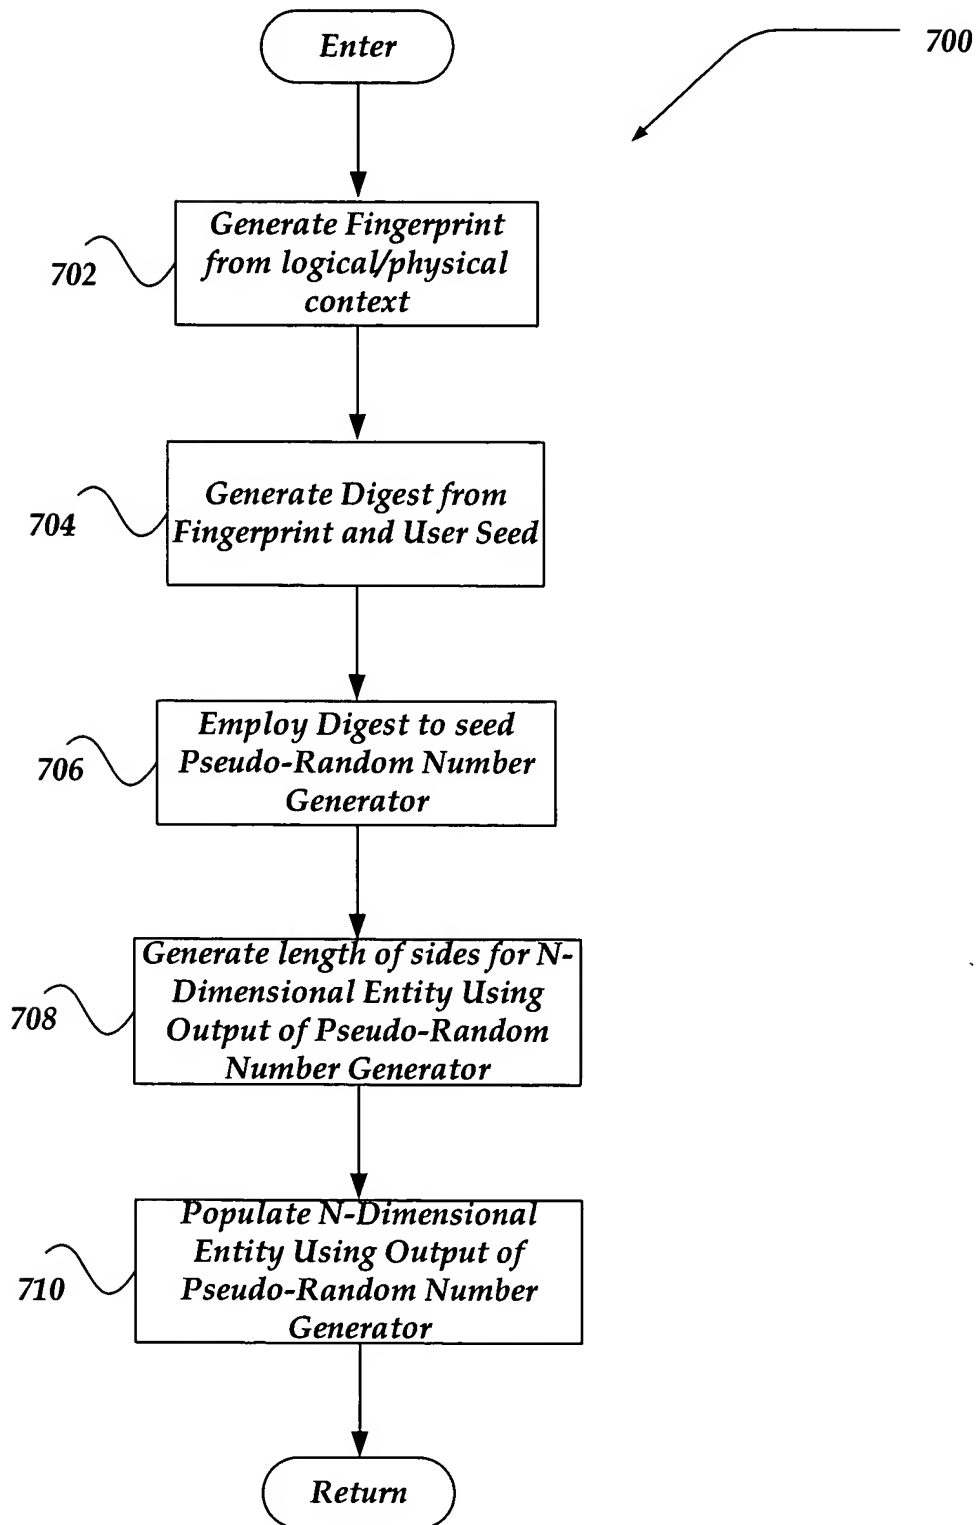 Enter
700
Generate Fingerprint
from logical/physical
context
702
Generate Digest from
Fingerprint and User Seed
704
Employ Digest to seed
Pseudo-Random Number
Generator
706
Generate length of sides for N-
Dimensional Entity Using
Output of Pseudo-Random
Number Generator
708
Populate N-Dimensional
Entity Using Output of
Pseudo-Random Number
Generator
710
Return